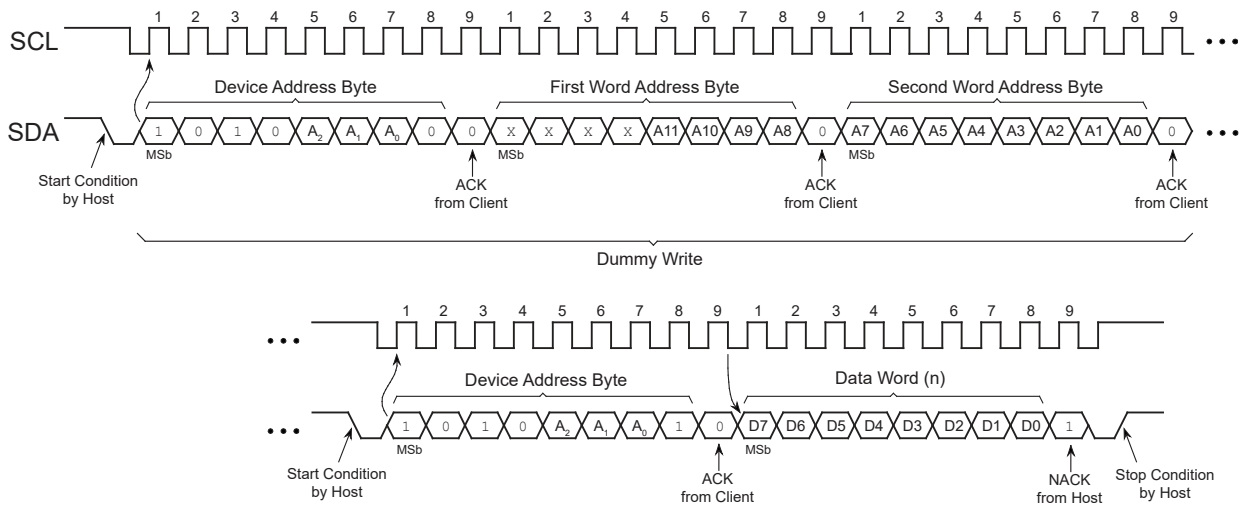 1 2 3 4 5 6 7 8 9 1 2 3 4 5 6 7 8 9 1 2 3 4 5 6 7 8 9
SCL
Device Address Byte First Word Address Byte Second Word Address Byte
SDA 1 0 1 0 A2 A1 A0 0 0 X X X X A11 A10 A9 A8 0 A7 A6 A5 A4 A3 A2 A1 A0 0
MSb MSb MSb
Start Condition
by Host
ACK
from Client
ACK
from Client
ACK
from Client
Dummy Write
1 2 3 4 5 6 7 8 9 1 2 3 4 5 6 7 8 9
Device Address Byte Data Word (n)
1 0 1 0 A2 A1 A0 1 0 D7 D6 D5 D4 D3 D2 D1 D0 1
MSb MSb
Start Condition
by Host
ACK
from Client
NACK
from Host
Stop Condition
by Host